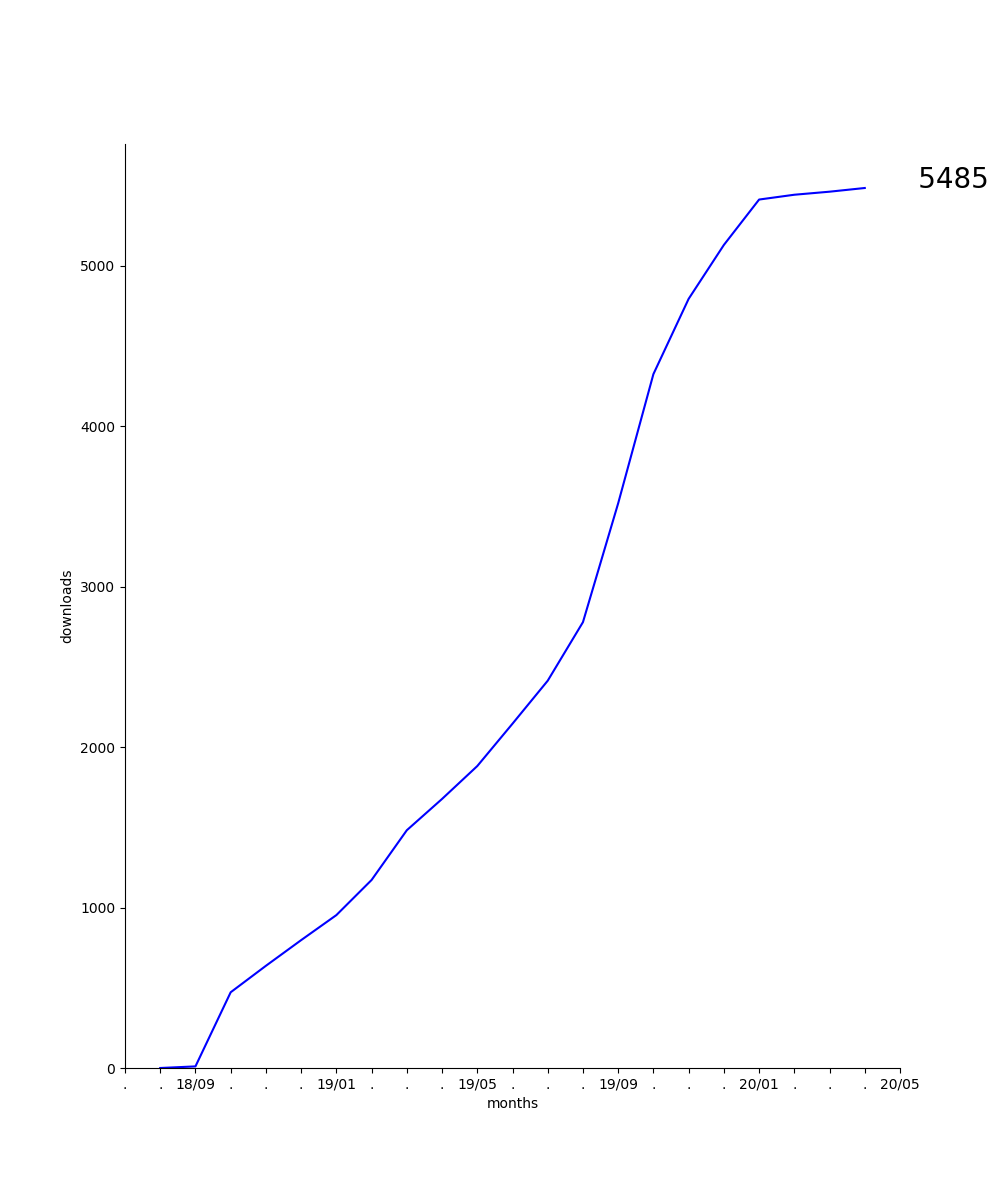 5485
5000
4000
3000
2000
1000
0
downloads
. . 18/09 . . . 19/01 . . . 19/05 . . . 19/09 . . . 20/01 . . . 20/05
months